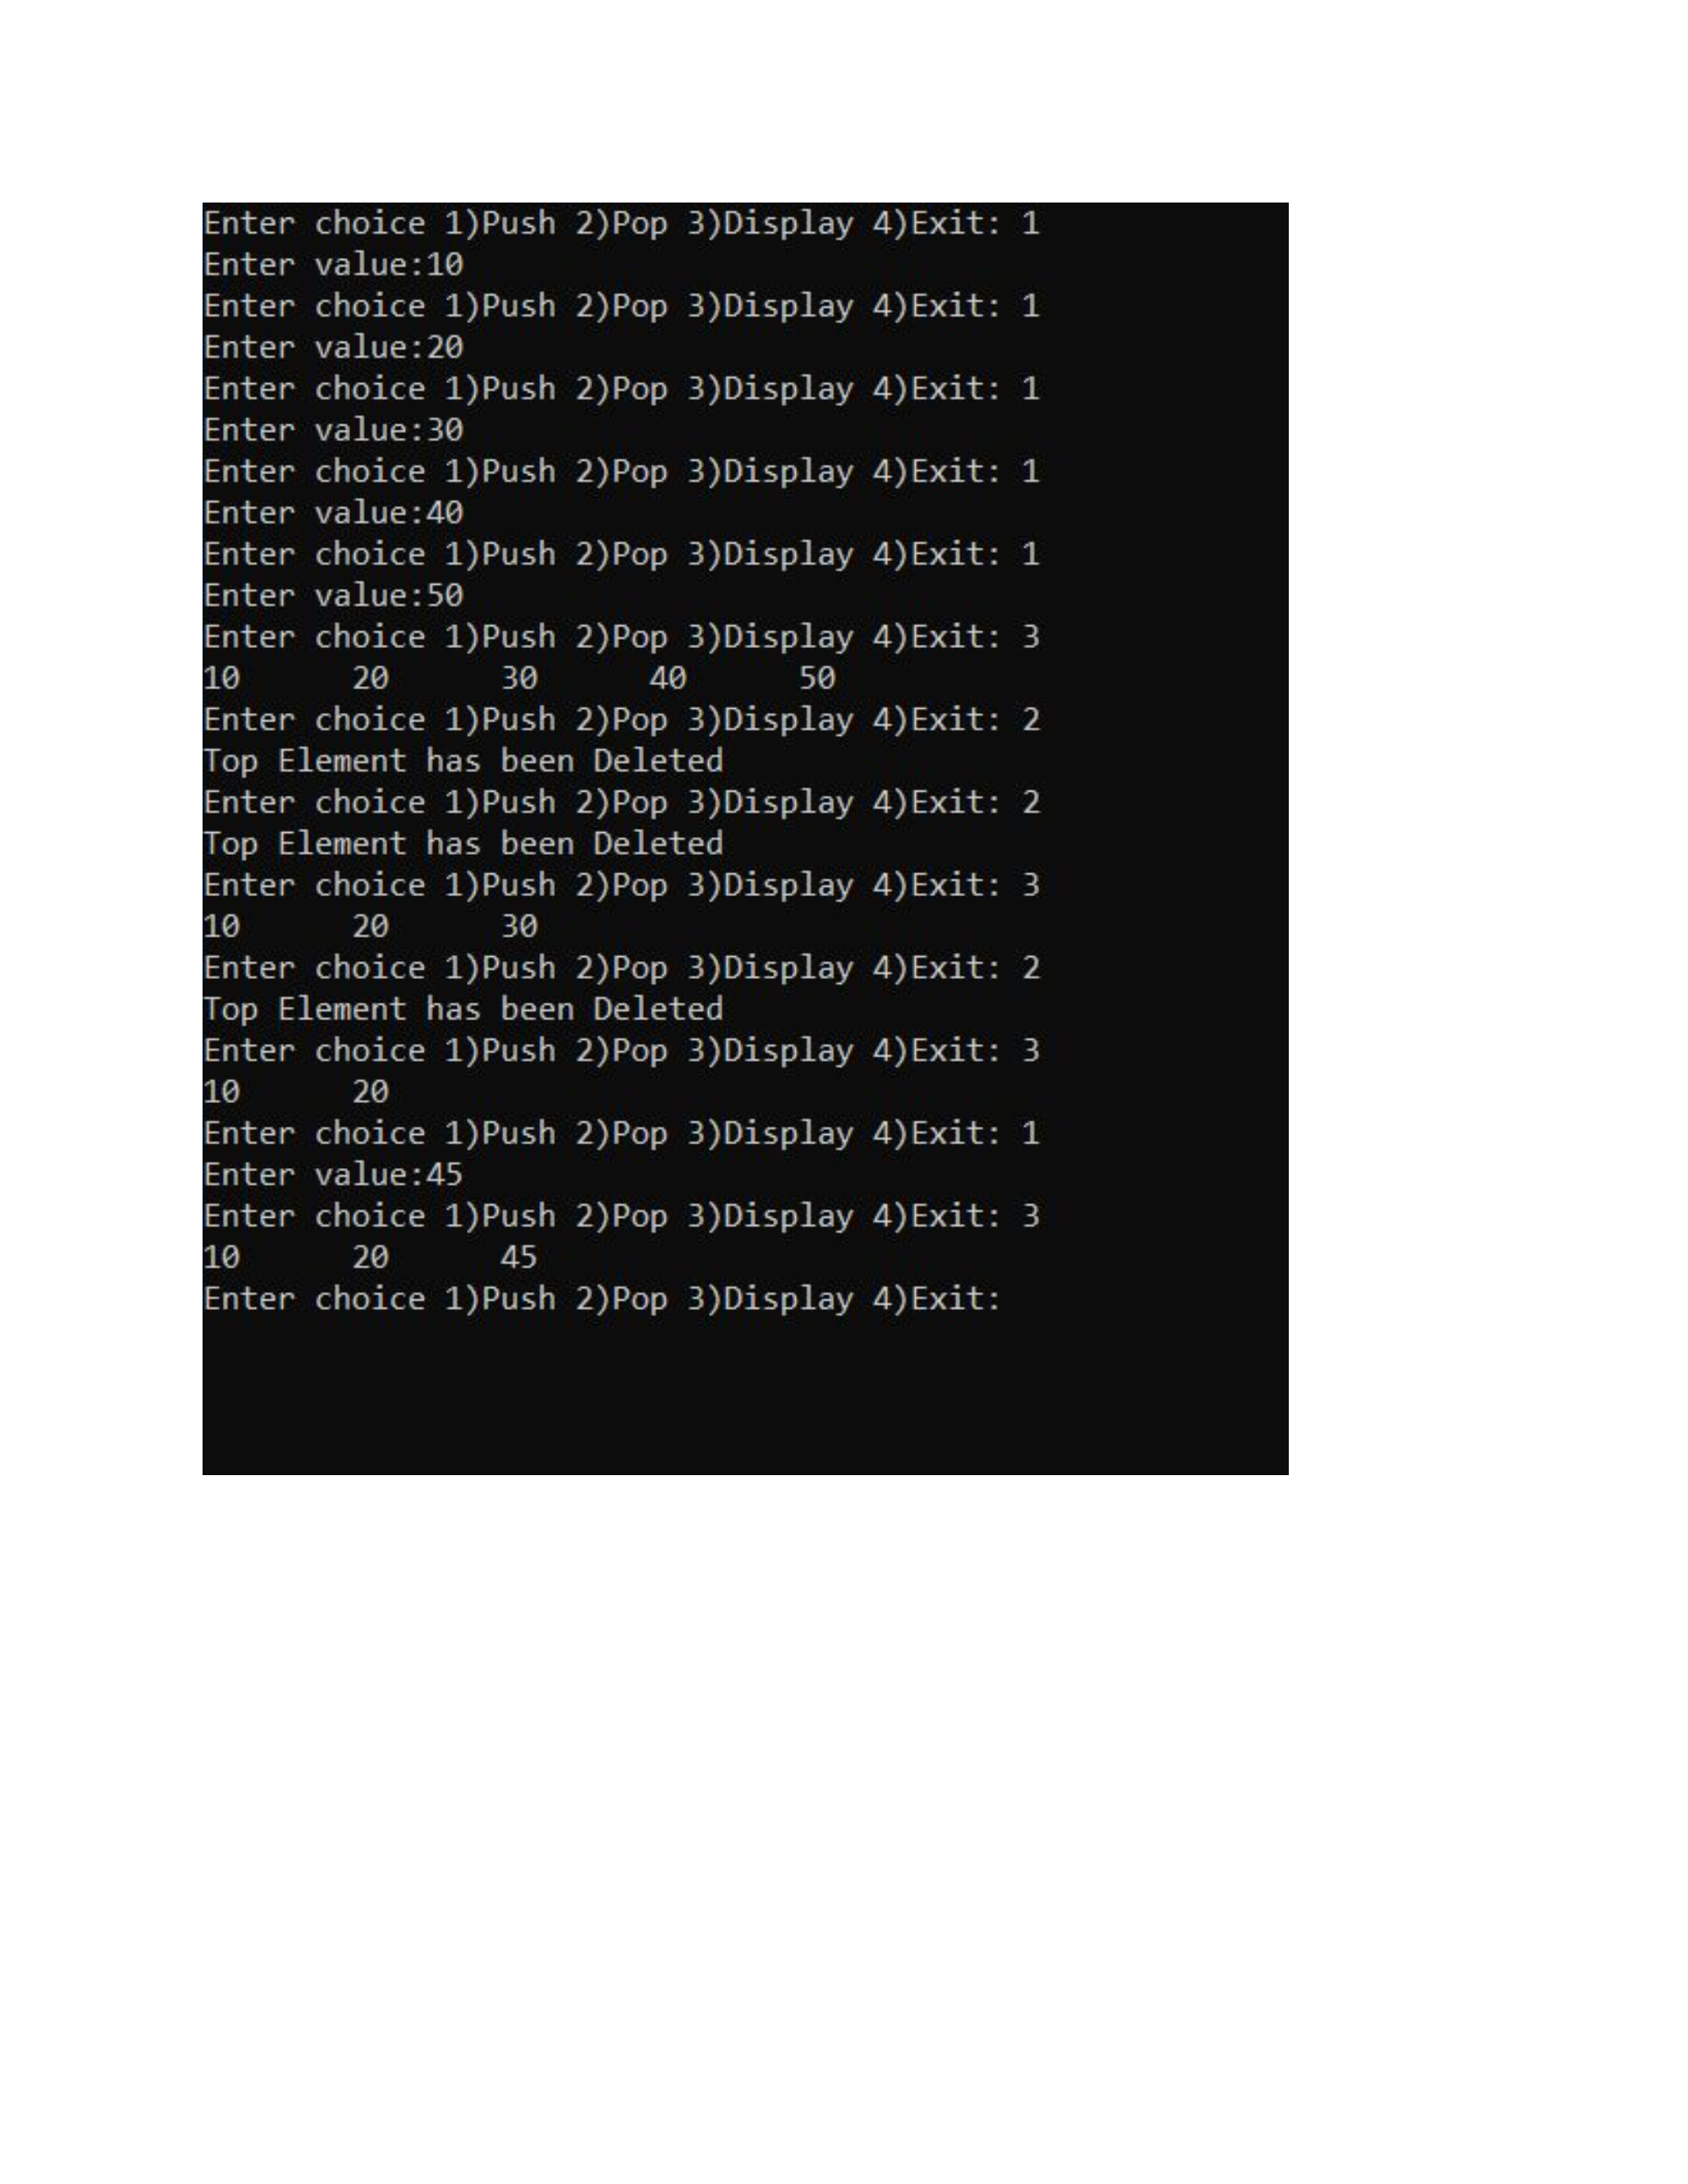 Enter choice 1)Push 2)Pop 3)Display 4)Exit: 1
Enter value:10
Enter choice 1)Push 2)Pop 3)Display 4)Exit: 1
Enter value:20
Enter choice 1)Push 2)Pop 3)Display 4)Exit: 1
Enter value:30
Enter choice 1)Push 2)Pop 3)Display 4)Exit: 1
Enter value:40
Enter choice 1)Push 2)Pop 3)Display 4)Exit: 1
Enter value:50
Enter choice 1)Push 2)Pop 3)Display 4)Exit: 3
10      20      30      40      50
Enter choice 1)Push 2)Pop 3)Display 4)Exit: 2
Top Element has been Deleted
Enter choice 1)Push 2)Pop 3)Display 4)Exit: 2
Top Element has been Deleted
Enter choice 1)Push 2)Pop 3)Display 4)Exit: 3
10      20      30
Enter choice 1)Push 2)Pop 3)Display 4)Exit: 2
Top Element has been Deleted
Enter choice 1)Push 2)Pop 3)Display 4)Exit: 3
10      20
Enter choice 1)Push 2)Pop 3)Display 4)Exit: 1
Enter value:45
Enter choice 1)Push 2)Pop 3)Display 4)Exit: 3
10      20      45
Enter choice 1)Push 2)Pop 3)Display 4)Exit: